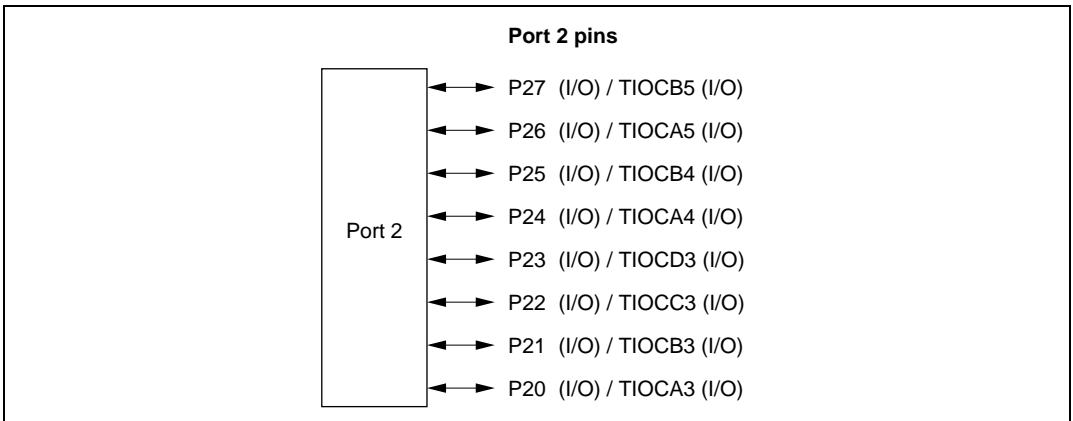 Port 2 pins
P27 (I/O) / TIOCB5 (I/O)
P26 (I/O) / TIOCA5 (I/O)
P25 (I/O) / TIOCB4 (I/O)
P24 (I/O) / TIOCA4 (I/O)
Port 2
P23 (I/O) / TIOCD3 (I/O)
P22 (I/O) / TIOCC3 (I/O)
P21 (I/O) / TIOCB3 (I/O)
P20 (I/O) / TIOCA3 (I/O)